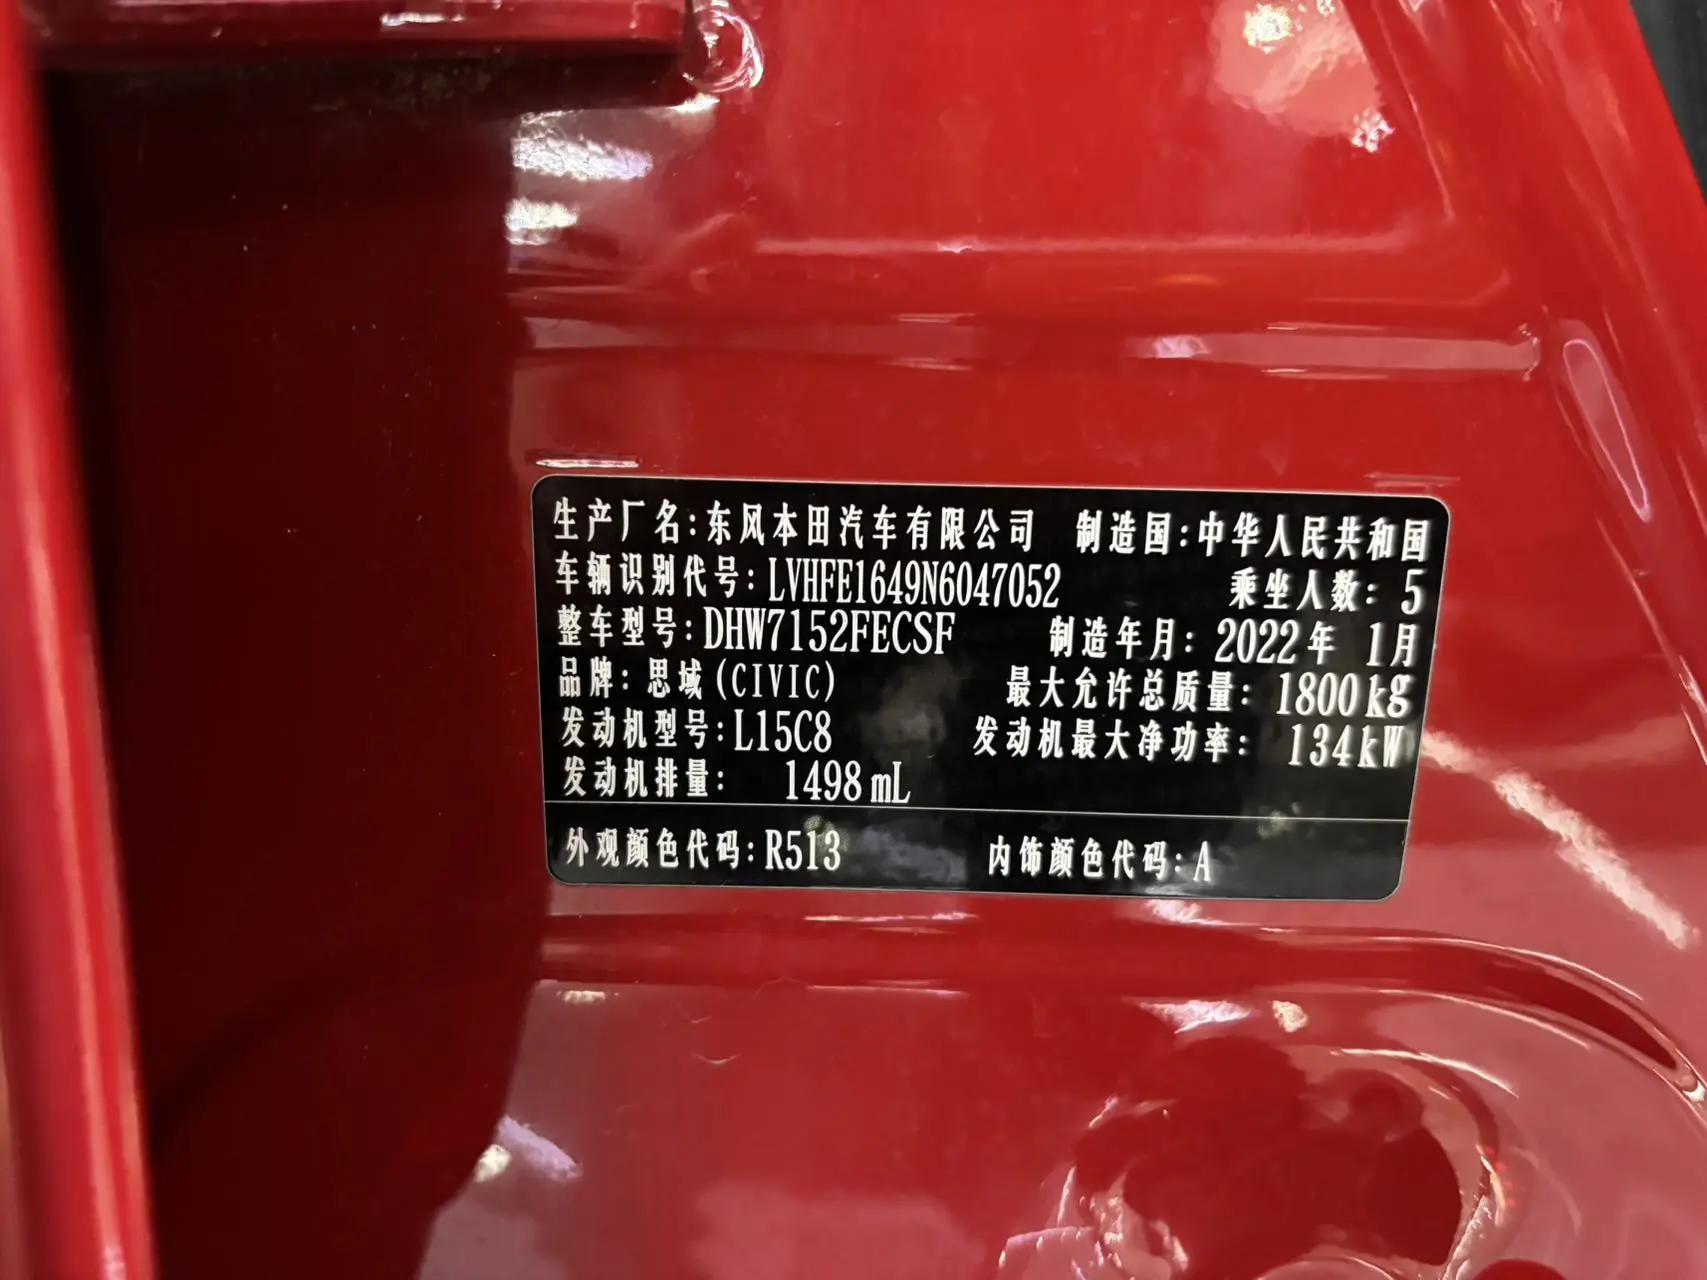 生产厂名:东风本田汽车有限公司 制造国:中华人民共和国
车辆识别代号:LVHFE1649N6047052 乘坐人数: 5
整车型号:DHW7152FECSF 制造年月: 2022年 1月
品牌: 思域(CIVIC) 最大允许总质量: 1800kg
发动机型号:L15C8 发动机最大净功率: 134kW
发动机排量: 1498mL
外观颜色代码:R513 内饰颜色代码:A